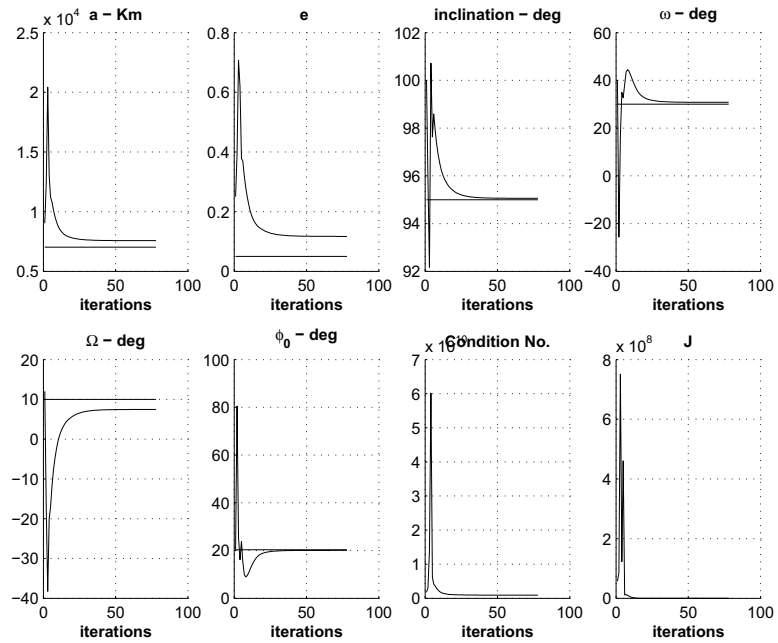 a − Km
x 10^4
2.5
2
1.5
1
0.5
0 50 100
iterations
e
0.8
0.6
0.4
0.2
0
0 50 100
iterations
inclination − deg
102
100
98
96
94
92
0 50 100
iterations
ω − deg
60
40
20
0
−20
−40
0 50 100
iterations
Ω − deg
20
10
0
−10
−20
−30
−40
0 50 100
iterations
ϕ_0 − deg
100
80
60
40
20
0
0 50 100
iterations
Condition No.
x 10^10
7
6
5
4
3
2
1
0
0 50 100
iterations
J
x 10^8
8
6
4
2
0
0 50 100
iterations